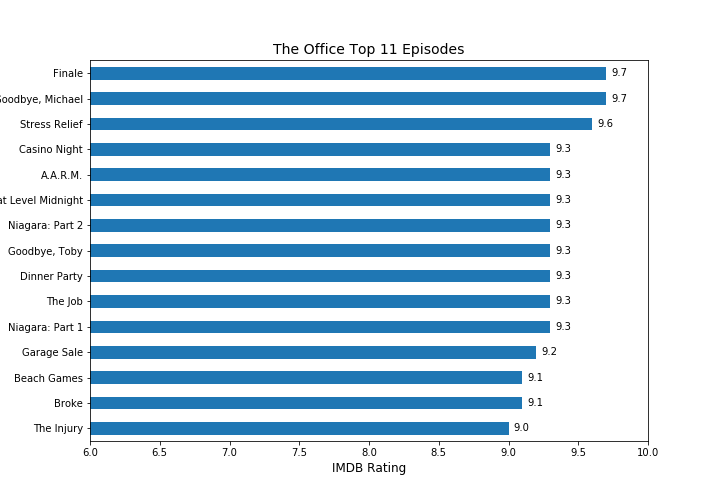 The Office Top 11 Episodes
Finale 9.7
Goodbye, Michael 9.7
Stress Relief 9.6
Casino Night 9.3
A.A.R.M. 9.3
at Level Midnight 9.3
Niagara: Part 2 9.3
Goodbye, Toby 9.3
Dinner Party 9.3
The Job 9.3
Niagara: Part 1 9.3
Garage Sale 9.2
Beach Games 9.1
Broke 9.1
The Injury 9.0
6.0 6.5 7.0 7.5 8.0 8.5 9.0 9.5 10.0
IMDB Rating